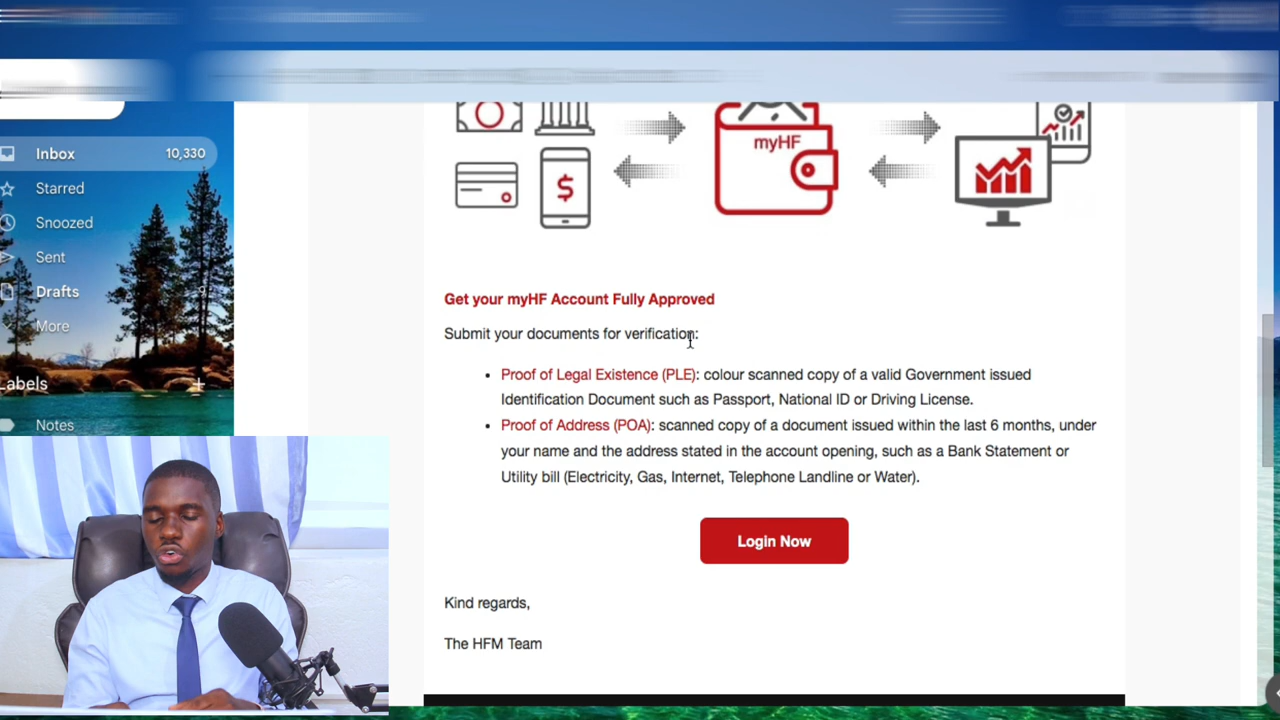 myHF
$
Inbox 10,330
Starred
Snoozed
Sent
Drafts 9
More
Labels +
Notes
Get your myHF Account Fully Approved
Submit your documents for verification:
• Proof of Legal Existence (PLE): colour scanned copy of a valid Government issued
Identification Document such as Passport, National ID or Driving License.
• Proof of Address (POA): scanned copy of a document issued within the last 6 months, under
your name and the address stated in the account opening, such as a Bank Statement or
Utility bill (Electricity, Gas, Internet, Telephone Landline or Water).
Login Now
Kind regards,
The HFM Team